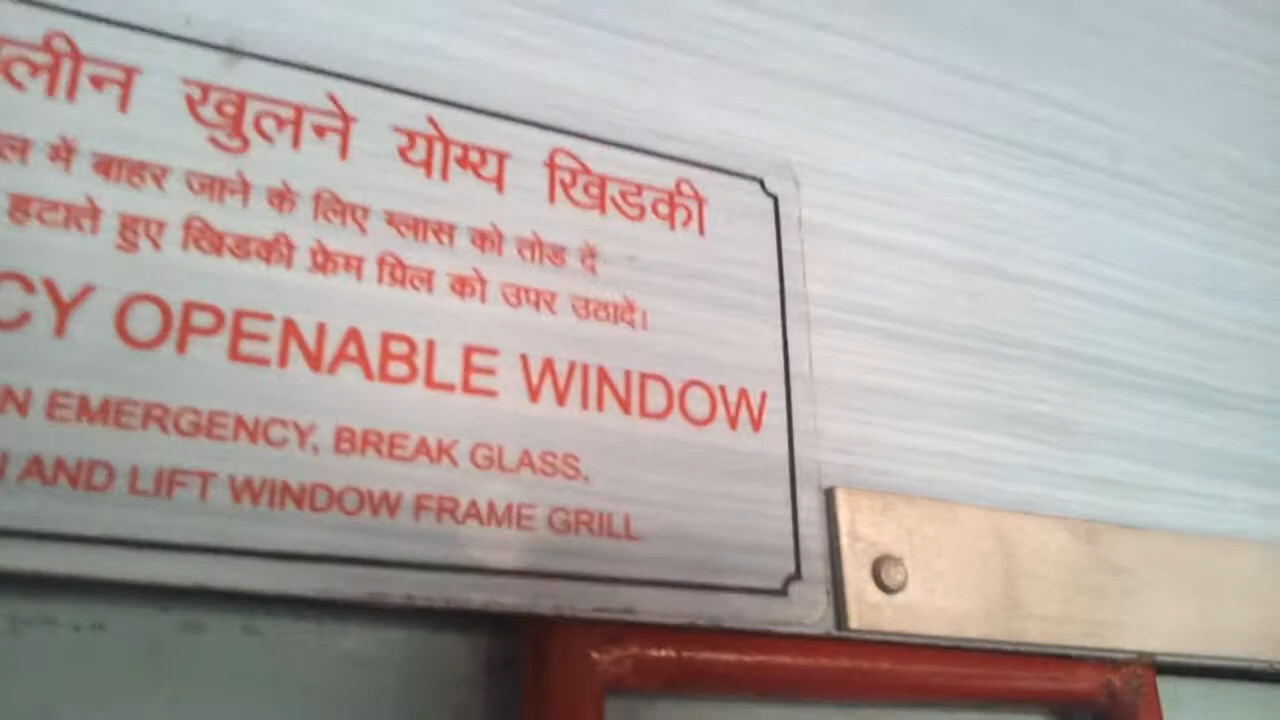 लीन खुलने योग्य खिडकी
ल में बाहर जाने के लिए ग्लास को तोड दें
हटाते हुए खिडकी फ्रेम ग्रिल को उपर उठादें।
CY OPENABLE WINDOW
N EMERGENCY, BREAK GLASS,
AND LIFT WINDOW FRAME GRILL